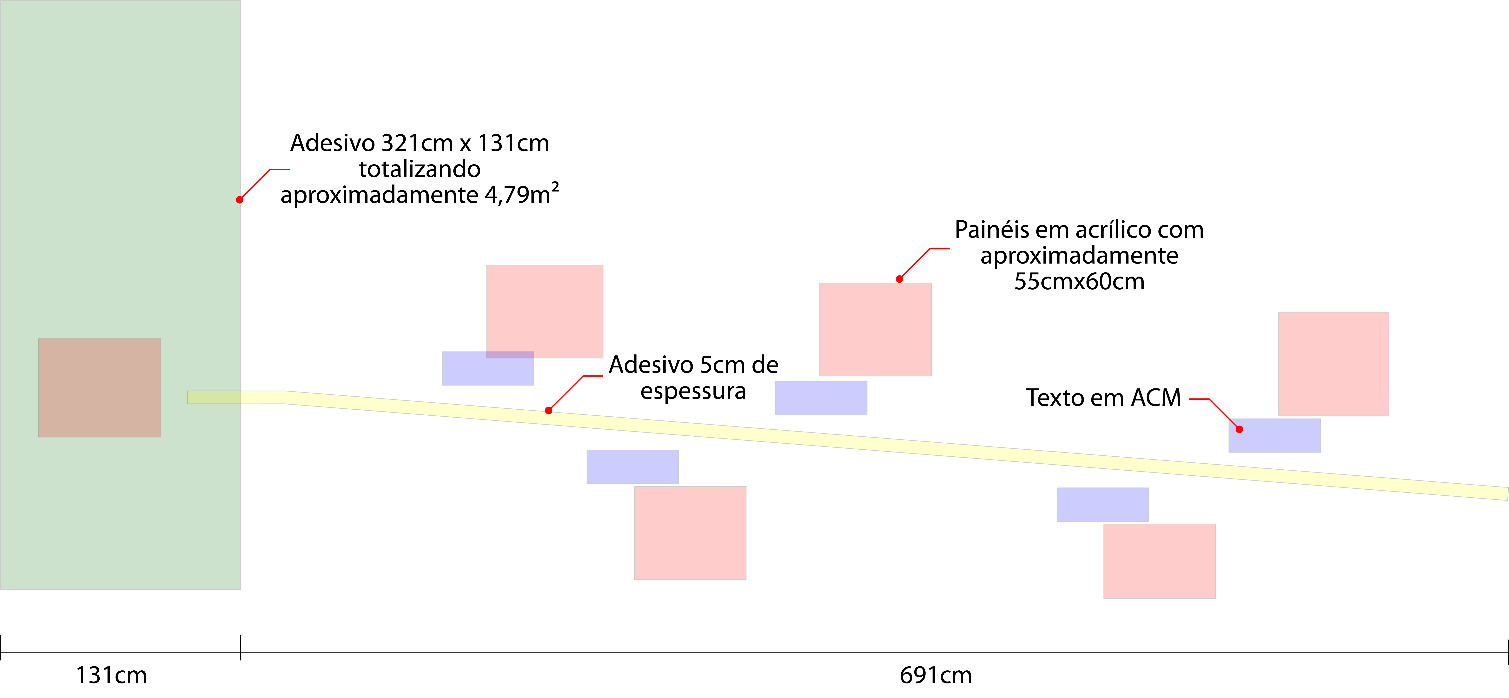 Adesivo 321cm x 131cm
totalizando
aproximadamente 4,79m²
Painéis em acrílico com
aproximadamente
55cmx60cm
Adesivo 5cm de
espessura
Texto em ACM
131cm
691cm